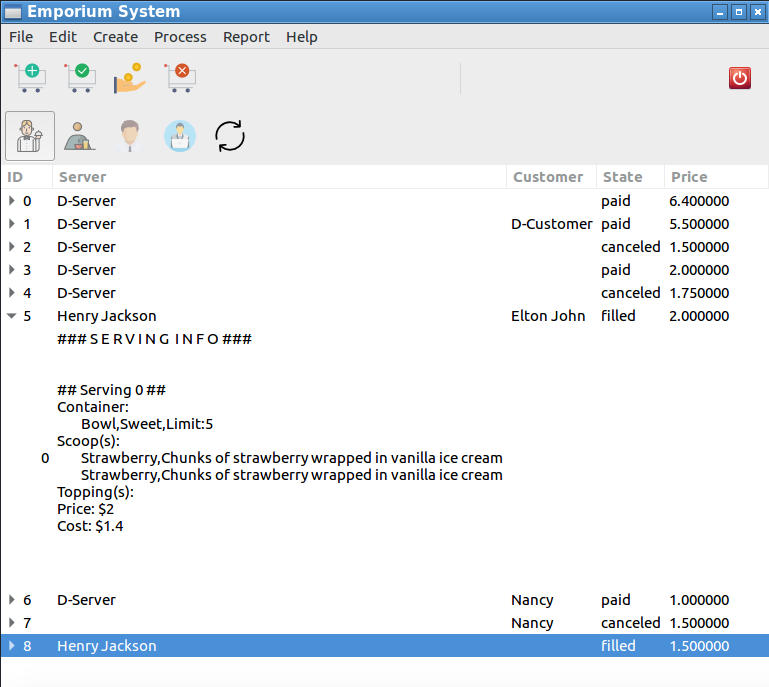 Emporium System
File Edit Create Process Report Help
ID Server Customer State Price
0 D-Server paid 6.400000
1 D-Server D-Customer paid 5.500000
2 D-Server canceled 1.500000
3 D-Server paid 2.000000
4 D-Server canceled 1.750000
5 Henry Jackson Elton John filled 2.000000
### S E R V I N G I N F O ###
## Serving 0 ##
Container:
Bowl,Sweet,Limit:5
Scoop(s):
0 Strawberry,Chunks of strawberry wrapped in vanilla ice cream
Strawberry,Chunks of strawberry wrapped in vanilla ice cream
Topping(s):
Price: $2
Cost: $1.4
6 D-Server Nancy paid 1.000000
7 Nancy canceled 1.500000
8 Henry Jackson filled 1.500000